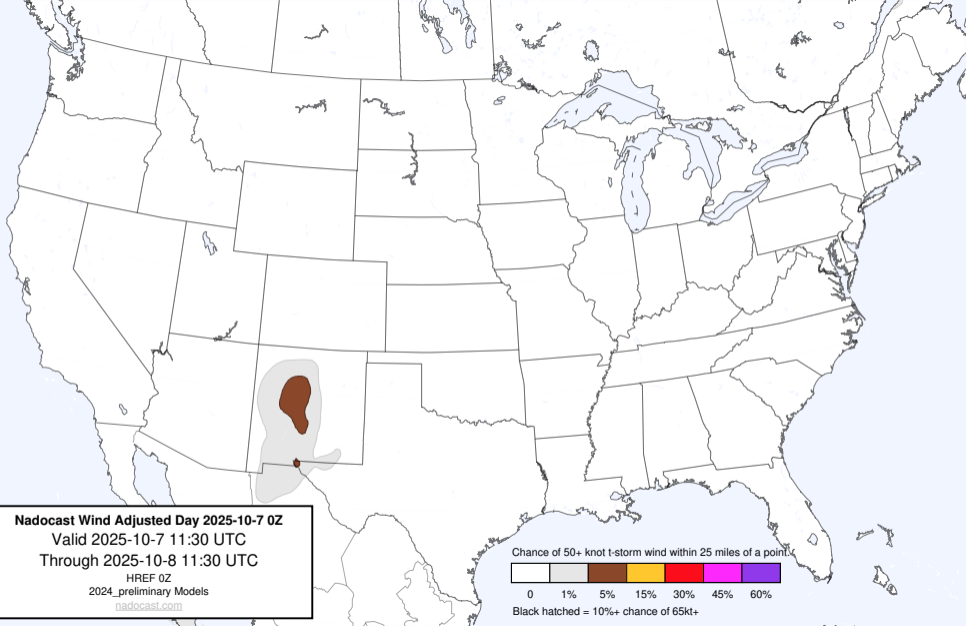 Nadocast Wind Adjusted Day 2025-10-7 0Z
Valid 2025-10-7 11:30 UTC
Through 2025-10-8 11:30 UTC
HREF 0Z
2024_preliminary Models
nadocast.com
Chance of 50+ knot t-storm wind within 25 miles of a point.
0 1% 5% 15% 30% 45% 60%
Black hatched = 10%+ chance of 65kt+